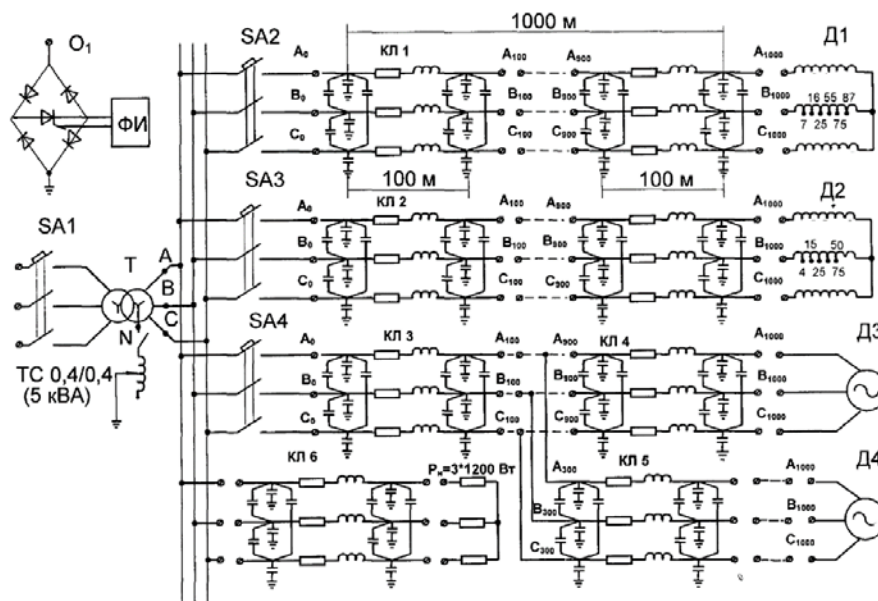 O₁
ФИ
SA1
Т
A
B
C
N
ТС 0,4/0,4
(5 кВА)
1000 м
SA2
A₀
КЛ 1
A₁₀₀
A₉₀₀
A₁₀₀₀
Д1
B₀
B₁₀₀
B₉₀₀
B₁₀₀₀
16 55 87
7 25 75
C₀
C₁₀₀
C₉₀₀
C₁₀₀₀
SA3
100 м
100 м
A₀
КЛ 2
A₁₀₀
A₉₀₀
A₁₀₀₀
Д2
B₀
B₁₀₀
B₉₀₀
B₁₀₀₀
15 50
4 25 75
C₀
C₁₀₀
C₉₀₀
C₁₀₀₀
SA4
A₀
КЛ 3
A₁₀₀
A₉₀₀
КЛ 4
A₁₀₀₀
Д3
B₀
B₁₀₀
B₉₀₀
B₁₀₀₀
C₀
C₁₀₀
C₉₀₀
C₁₀₀₀
КЛ 6
Pн=3*1200 Вт
A₃₀₀
КЛ 5
A₁₀₀₀
Д4
B₃₀₀
B₁₀₀₀
C₃₀₀
C₁₀₀₀